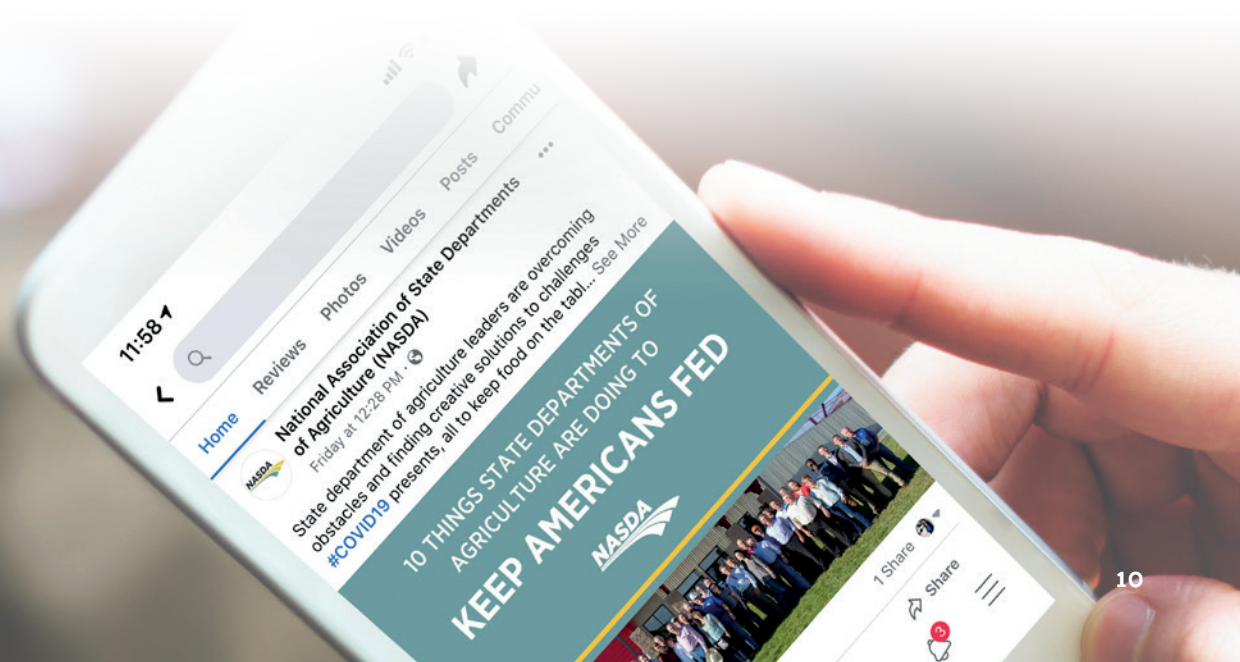 11:58
Home Reviews Photos Videos Posts Commu
National Association of State Departments
of Agriculture (NASDA)
Friday at 12:28 PM ·
State department of agriculture leaders are overcoming
obstacles and finding creative solutions to challenges
#COVID19 presents, all to keep food on the tabl... See More
NASDA
10 THINGS STATE DEPARTMENTS OF
AGRICULTURE ARE DOING TO
KEEP AMERICANS FED
NASDA
1 Share
Share
3
10